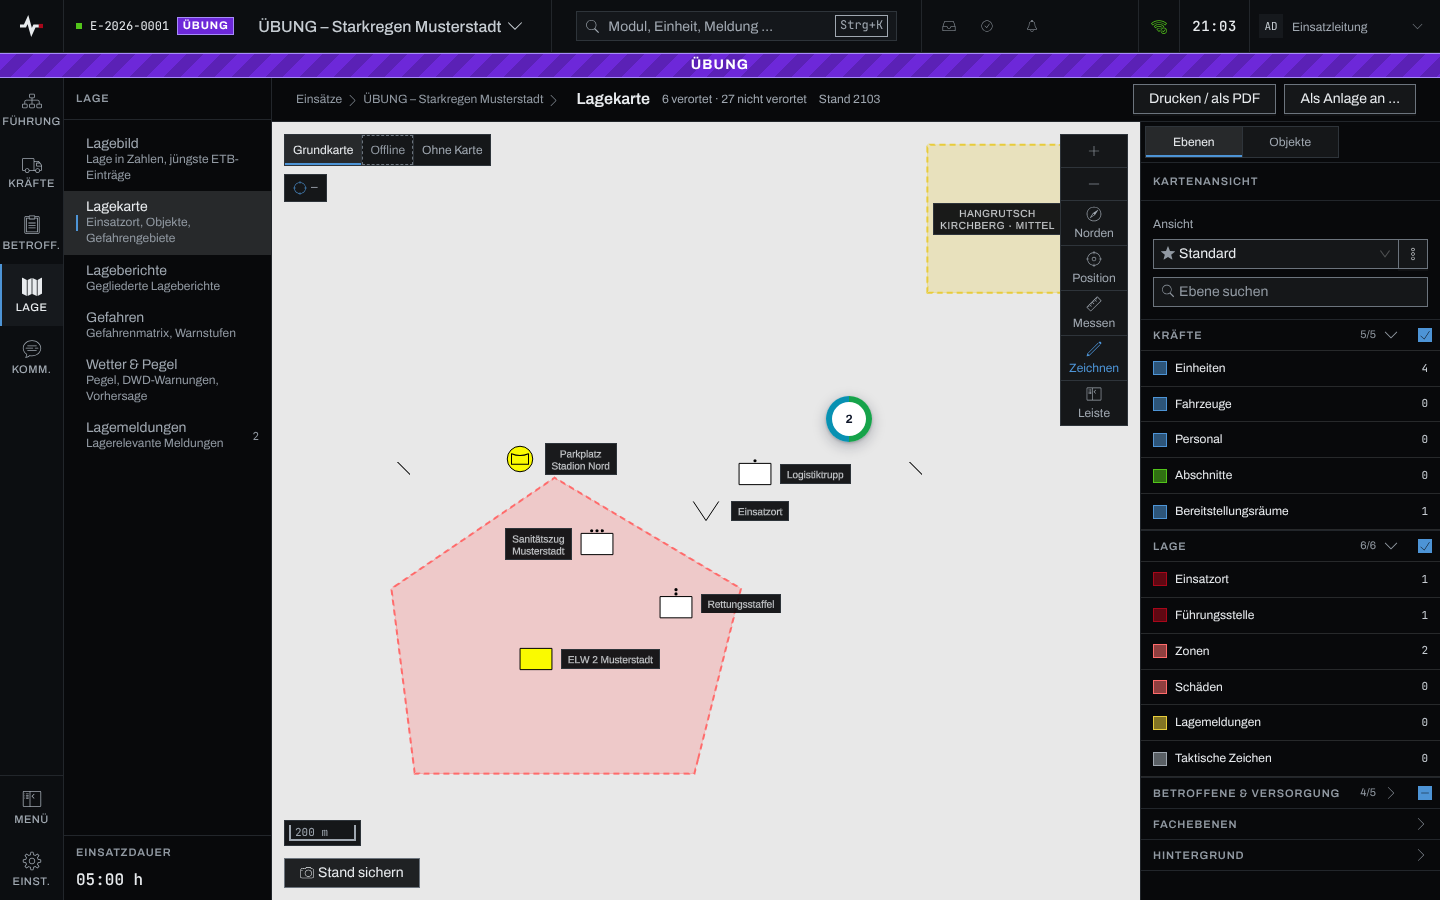 E-2026-0001 ÜBUNG ÜBUNG – Starkregen Musterstadt
Modul, Einheit, Meldung ... Strg+K
21:03 AD Einsatzleitung
ÜBUNG
FÜHRUNG
KRÄFTE
BETROFF.
LAGE
KOMM.
MENÜ
EINST.
LAGE
Lagebild
Lage in Zahlen, jüngste ETB-
Einträge
Lagekarte
Einsatzort, Objekte,
Gefahrengebiete
Lageberichte
Gegliederte Lageberichte
Gefahren
Gefahrenmatrix, Warnstufen
Wetter & Pegel
Pegel, DWD-Warnungen,
Vorhersage
Lagemeldungen
Lagerelevante Meldungen 2
EINSATZDAUER
05:00 h
Einsätze ÜBUNG – Starkregen Musterstadt Lagekarte 6 verortet · 27 nicht verortet Stand 2103
Drucken / als PDF Als Anlage an ...
Grundkarte Offline Ohne Karte
–
HANGRUTSCH
KIRCHBERG · MITTEL
+
–
Norden
Position
Messen
Zeichnen
Leiste
2
Parkplatz
Stadion Nord
Logistiktrupp
Einsatzort
Sanitätszug
Musterstadt
Rettungsstaffel
ELW 2 Musterstadt
200 m
Stand sichern
Ebenen Objekte
KARTENANSICHT
Ansicht
Standard
Ebene suchen
KRÄFTE 5/5
Einheiten 4
Fahrzeuge 0
Personal 0
Abschnitte 0
Bereitstellungsräume 1
LAGE 6/6
Einsatzort 1
Führungsstelle 1
Zonen 2
Schäden 0
Lagemeldungen 0
Taktische Zeichen 0
BETROFFENE & VERSORGUNG 4/5
FACHEBENEN
HINTERGRUND